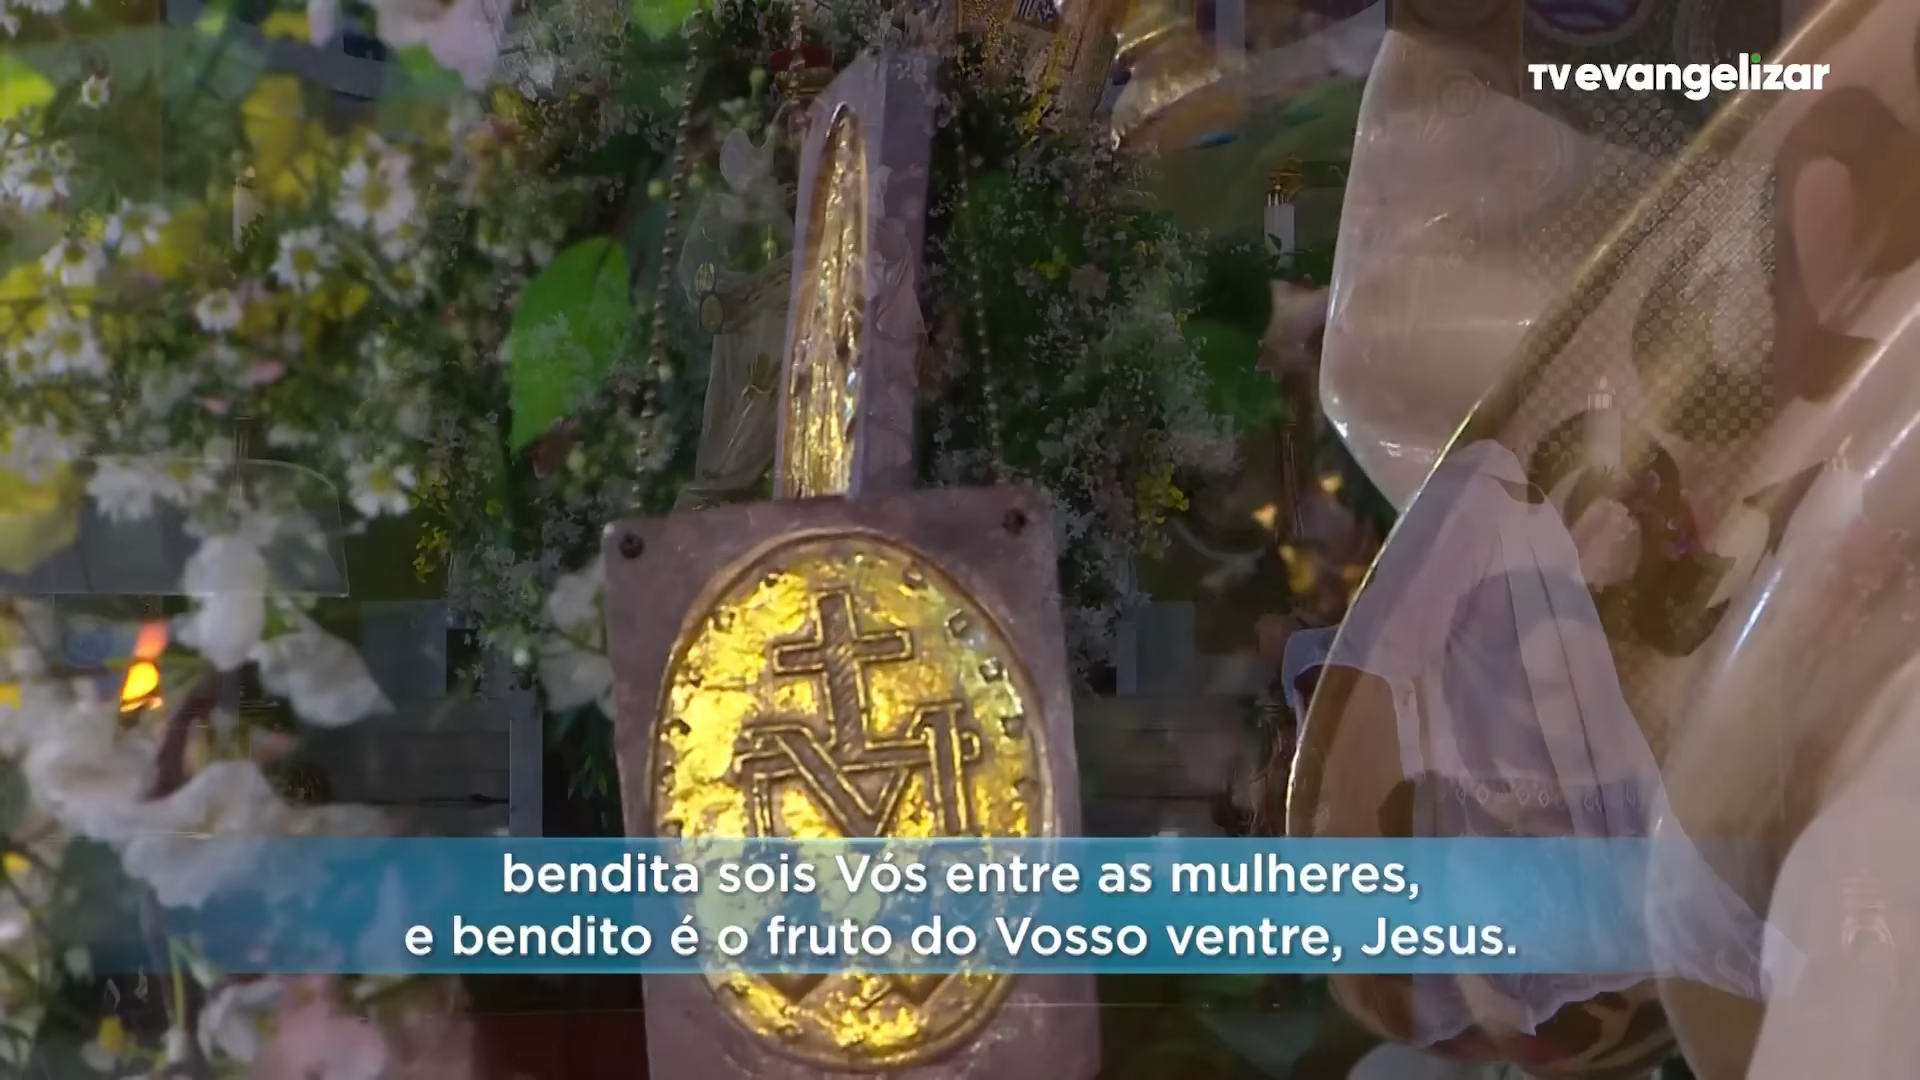 TVevangelizar
bendita sois Vós entre as mulheres,
e bendito é o fruto do Vosso ventre, Jesus.